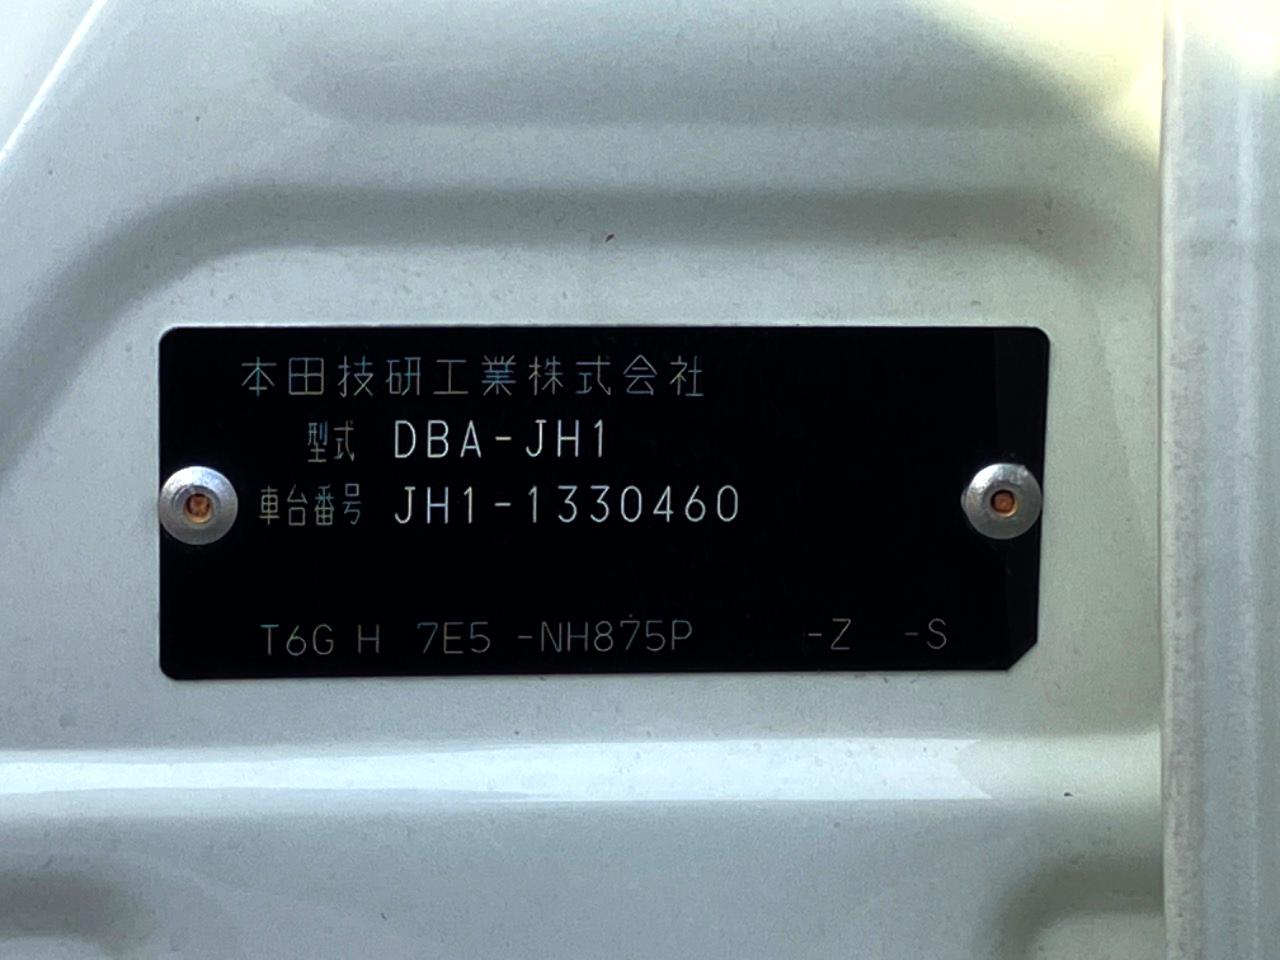 本田技研工業株式会社
型式 DBA-JH1
車台番号 JH1-1330460
T6G H 7E5 -NH875P -Z -S